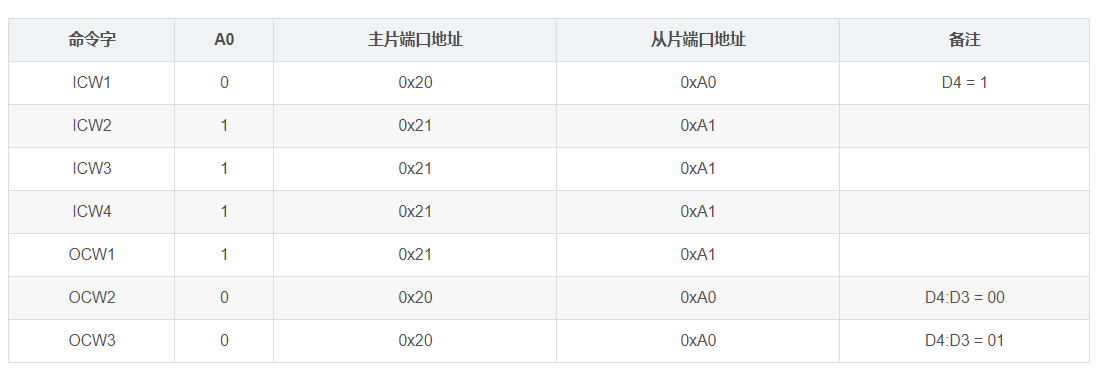 命令字 A0 主片端口地址 从片端口地址 备注
ICW1 0 0x20 0xA0 D4 = 1
ICW2 1 0x21 0xA1
ICW3 1 0x21 0xA1
ICW4 1 0x21 0xA1
OCW1 1 0x21 0xA1
OCW2 0 0x20 0xA0 D4:D3 = 00
OCW3 0 0x20 0xA0 D4:D3 = 01